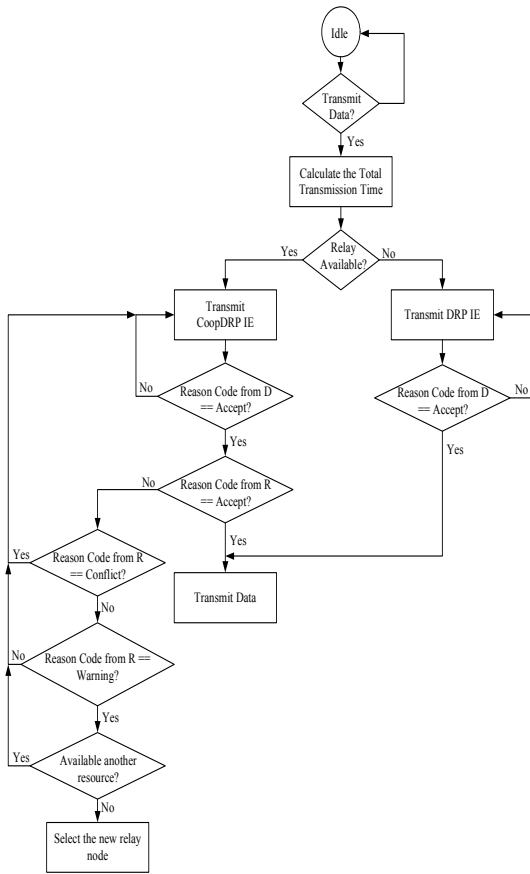 Idle
Transmit
Data?
Yes
Calculate the Total
Transmission Time
Yes
Relay
Available?
No
Transmit
CoopDRP IE
Transmit DRP IE
No
Reason Code from D
== Accept?
Reason Code from D
== Accept?
No
Yes
Yes
No
Reason Code from R
== Accept?
Yes
Yes
Reason Code from R
== Conflict?
Transmit Data
No
No
Reason Code from R ==
Warning?
Yes
Yes
Available another
resource?
No
Select the new relay
node